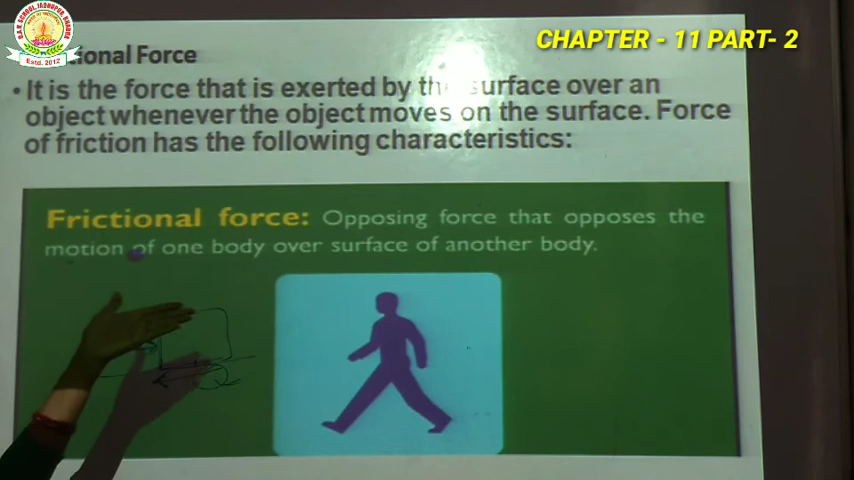 CHAPTER - 11 PART- 2
Estd. 2012
Force
• It is the force that is exerted by the surface over an
object whenever the object moves on the surface. Force
of friction has the following characteristics:
Frictional force: Opposing force that opposes the
motion of one body over surface of another body.